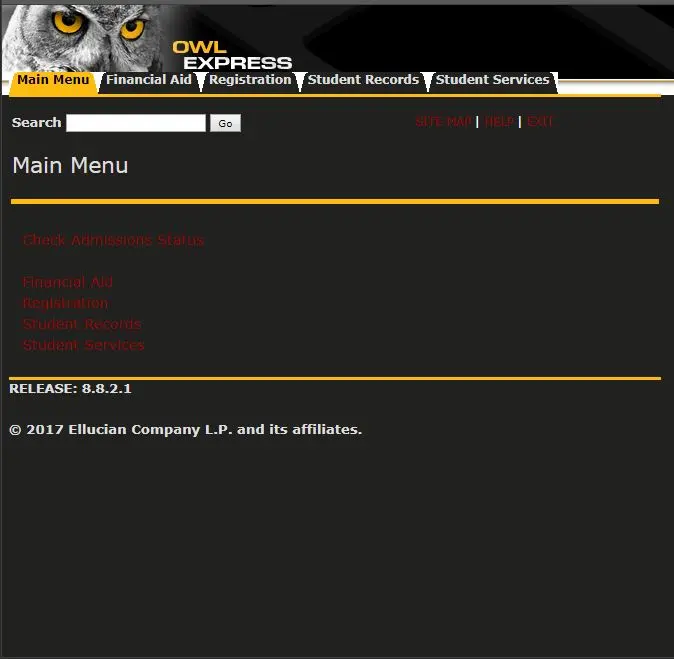 OWL
EXPRESS
Main Menu Financial Aid Registration Student Records Student Services
Search Go SITE MAP | HELP | EXIT
Main Menu
Check Admissions Status
Financial Aid
Registration
Student Records
Student Services
RELEASE: 8.8.2.1
© 2017 Ellucian Company L.P. and its affiliates.